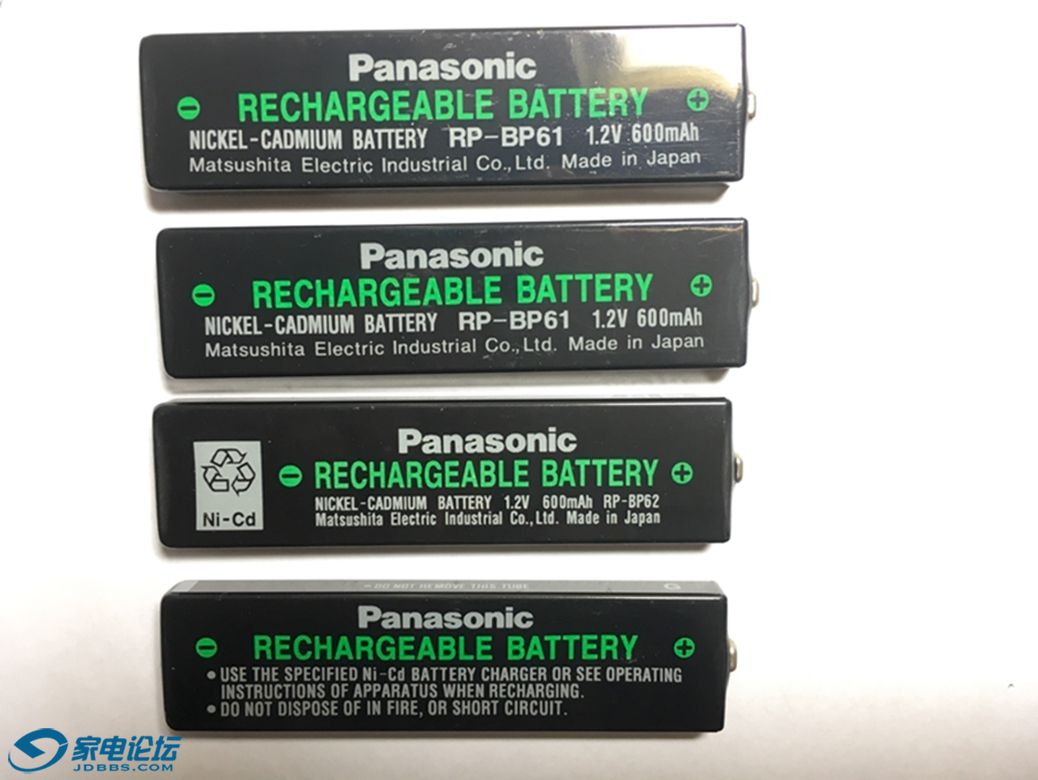 Panasonic
⊖ RECHARGEABLE BATTERY ⊕
NICKEL-CADMIUM BATTERY RP-BP61 1.2V 600mAh
Matsushita Electric Industrial Co., Ltd. Made in Japan
Panasonic
⊖ RECHARGEABLE BATTERY ⊕
NICKEL-CADMIUM BATTERY RP-BP61 1.2V 600mAh
Matsushita Electric Industrial Co., Ltd. Made in Japan
Panasonic
⊖ RECHARGEABLE BATTERY ⊕
NICKEL-CADMIUM BATTERY 1.2V 600mAh RP-BP62
Matsushita Electric Industrial Co., Ltd. Made in Japan
Ni-Cd
- DO NOT REMOVE THIS TUBE G
Panasonic
⊖ RECHARGEABLE BATTERY ⊕
• USE THE SPECIFIED Ni-Cd BATTERY CHARGER OR SEE OPERATING
INSTRUCTIONS OF APPARATUS WHEN RECHARGING.
• DO NOT DISPOSE OF IN FIRE, OR SHORT CIRCUIT.
家电论坛
JDBBS.COM